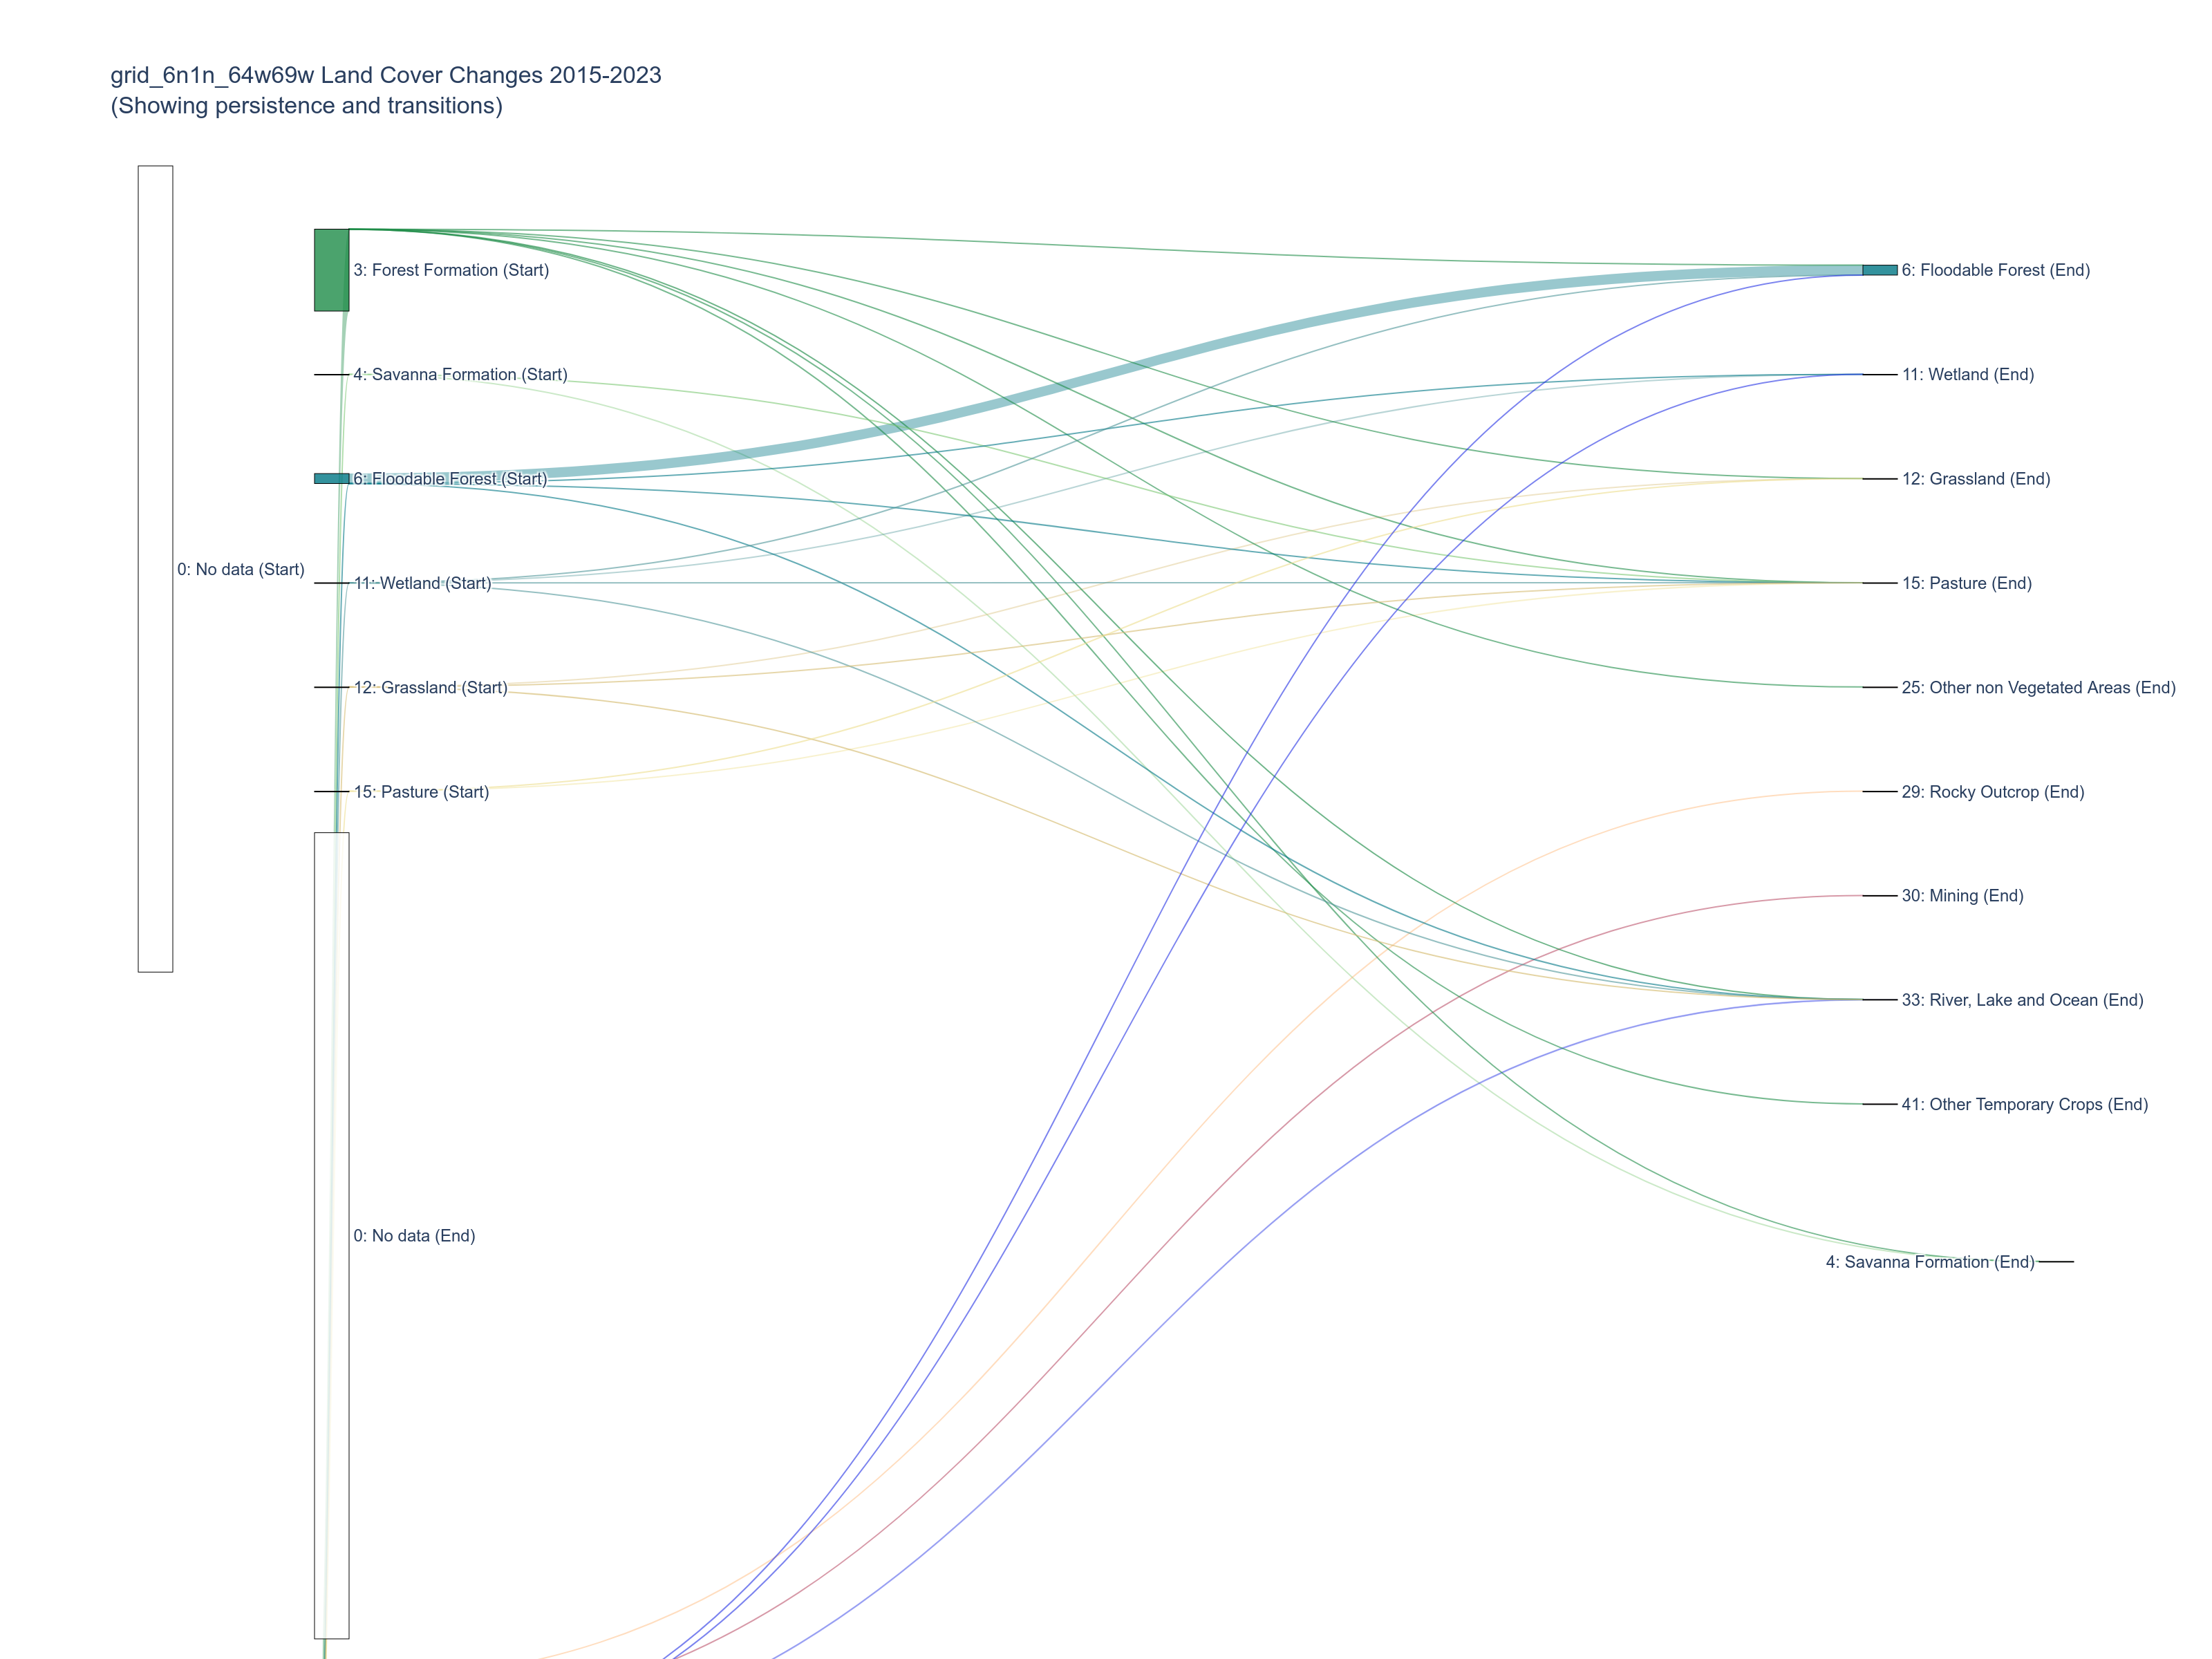 grid_6n1n_64w69w Land Cover Changes 2015-2023
(Showing persistence and transitions)
3: Forest Formation (Start)
6: Floodable Forest (End)
4: Savanna Formation (Start)
11: Wetland (End)
6: Floodable Forest (Start)
12: Grassland (End)
0: No data (Start)
11: Wetland (Start)
15: Pasture (End)
12: Grassland (Start)
25: Other non Vegetated Areas (End)
15: Pasture (Start)
29: Rocky Outcrop (End)
30: Mining (End)
33: River, Lake and Ocean (End)
41: Other Temporary Crops (End)
0: No data (End)
4: Savanna Formation (End)